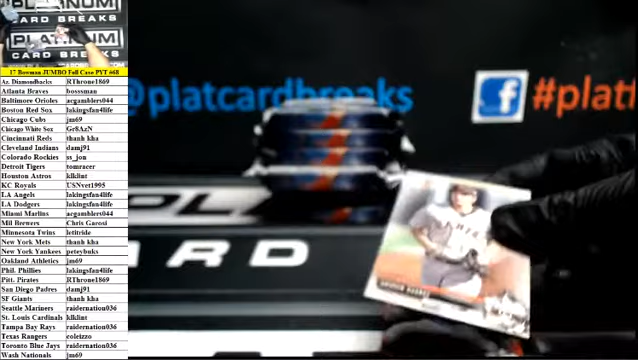 PLATINUM
CARD BREAKS
PLATINUM
CARD BREAKS
17 Bowman JUMBO Full Case PYT #68
Az. Diamondbacks RThrone1869
Atlanta Braves bosssman
Baltimore Orioles acgamblers044
Boston Red Sox lakingsfan4life
Chicago Cubs jm69
Chicago White Sox Gr8AzN
Cincinnati Reds thanh kha
Cleveland Indians damj91
Colorado Rockies ss_jon
Detroit Tigers tomracer
Houston Astros klklint
KC Royals USNvet1995
LA Angels lakingsfan4life
LA Dodgers lakingsfan4life
Miami Marlins acgamblers044
Mil Brewers Chris Garosi
Minnesota Twins letitride
New York Mets thanh kha
New York Yankees peteybuks
Oakland Athletics jm69
Phil. Phillies lakingsfan4life
Pitt. Pirates RThrone1869
San Diego Padres damj91
SF Giants thanh kha
Seattle Mariners raidernation036
St. Louis Cardinals klklint
Tampa Bay Rays raidernation036
Texas Rangers coleizzo
Toronto Blue Jays raidernation036
Wash Nationals jm69
@platcardbreaks
f #plati
PL
ARD